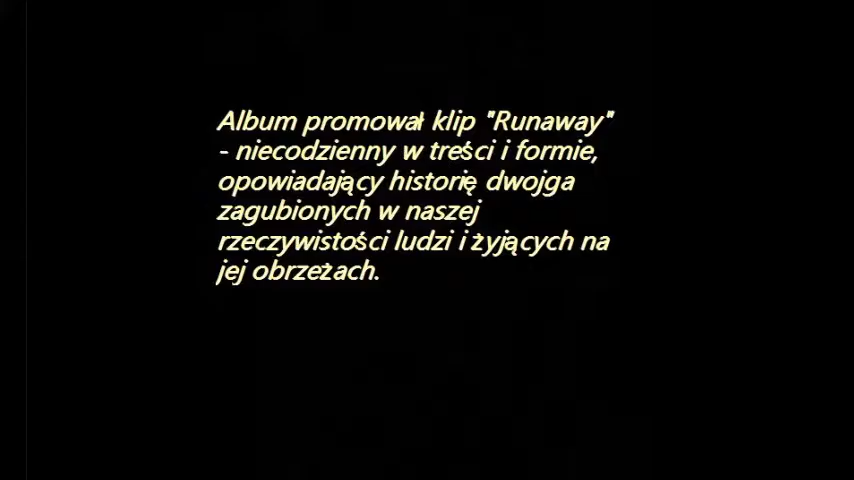 Album promował klip "Runaway"
- niecodzienny w treści i formie,
opowiadający historię dwojga
zagubionych w naszej
rzeczywistości ludzi i żyjących na
jej obrzeżach.